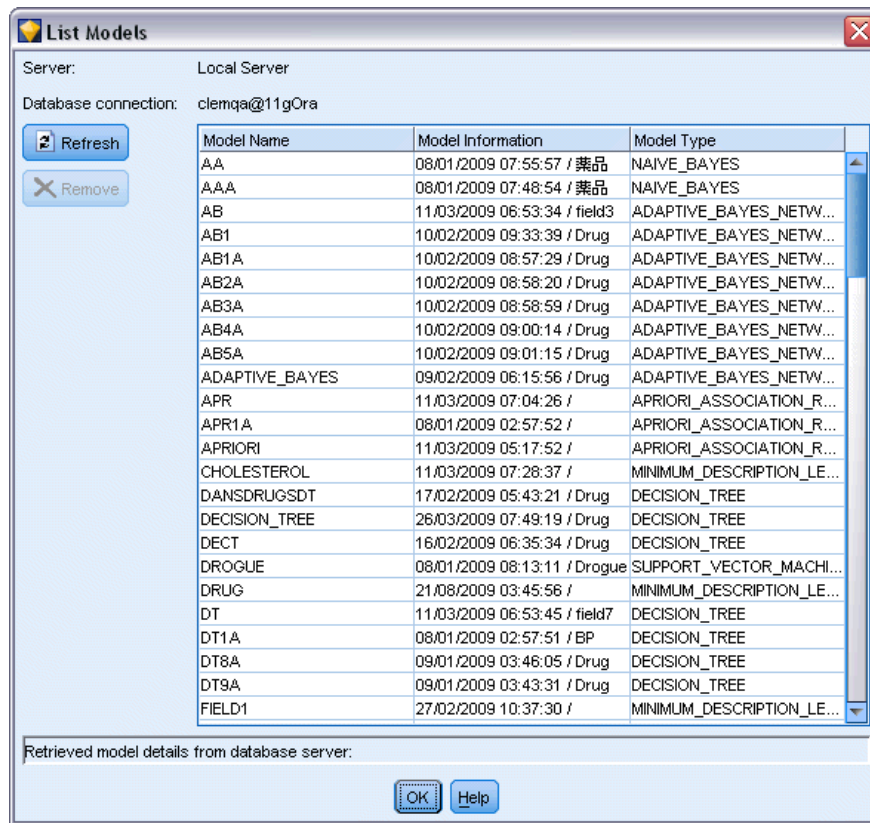 List Models
Server: Local Server
Database connection: clemqa@11gOra
Refresh
Remove
Model Name Model Information Model Type
AA 08/01/2009 07:55:57 / 薬品 NAIVE_BAYES
AAA 08/01/2009 07:48:54 / 薬品 NAIVE_BAYES
AB 11/03/2009 06:53:34 / field3 ADAPTIVE_BAYES_NETW...
AB1 10/02/2009 09:33:39 / Drug ADAPTIVE_BAYES_NETW...
AB1A 10/02/2009 08:57:29 / Drug ADAPTIVE_BAYES_NETW...
AB2A 10/02/2009 08:58:20 / Drug ADAPTIVE_BAYES_NETW...
AB3A 10/02/2009 08:58:59 / Drug ADAPTIVE_BAYES_NETW...
AB4A 10/02/2009 09:00:14 / Drug ADAPTIVE_BAYES_NETW...
AB5A 10/02/2009 09:01:15 / Drug ADAPTIVE_BAYES_NETW...
ADAPTIVE_BAYES 09/02/2009 06:15:56 / Drug ADAPTIVE_BAYES_NETW...
APR 11/03/2009 07:04:26 / APRIORI_ASSOCIATION_R...
APR1A 08/01/2009 02:57:52 / APRIORI_ASSOCIATION_R...
APRIORI 11/03/2009 05:17:52 / APRIORI_ASSOCIATION_R...
CHOLESTEROL 11/03/2009 07:28:37 / MINIMUM_DESCRIPTION_LE...
DANSDRUGSDT 17/02/2009 05:43:21 / Drug DECISION_TREE
DECISION_TREE 26/03/2009 07:49:19 / Drug DECISION_TREE
DECT 16/02/2009 06:35:34 / Drug DECISION_TREE
DROGUE 08/01/2009 08:13:11 / Drogue SUPPORT_VECTOR_MACHI...
DRUG 21/08/2009 03:45:56 / MINIMUM_DESCRIPTION_LE...
DT 11/03/2009 06:53:45 / field7 DECISION_TREE
DT1A 08/01/2009 02:57:51 / BP DECISION_TREE
DT8A 09/01/2009 03:46:05 / Drug DECISION_TREE
DT9A 09/01/2009 03:43:31 / Drug DECISION_TREE
FIELD1 27/02/2009 10:37:30 / MINIMUM_DESCRIPTION_LE...
Retrieved model details from database server:
OK Help